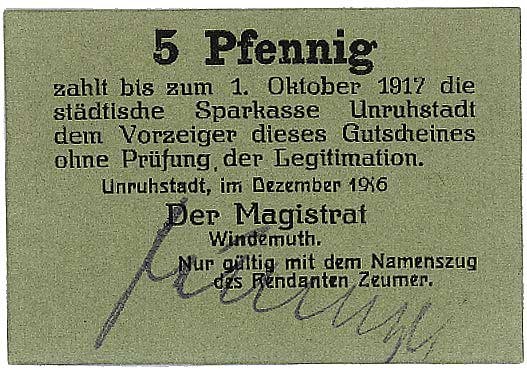 5 Pfennig
zahlt bis zum 1. Oktober 1917 die
städtische Sparkasse Unruhstadt
dem Vorzeiger dieses Gutscheines
ohne Prüfung der Legitimation.
Unruhstadt, im Dezember 1916
Der Magistrat
Windemuth.
Nur gültig mit dem Namenszug
des Rendanten Zeumer.